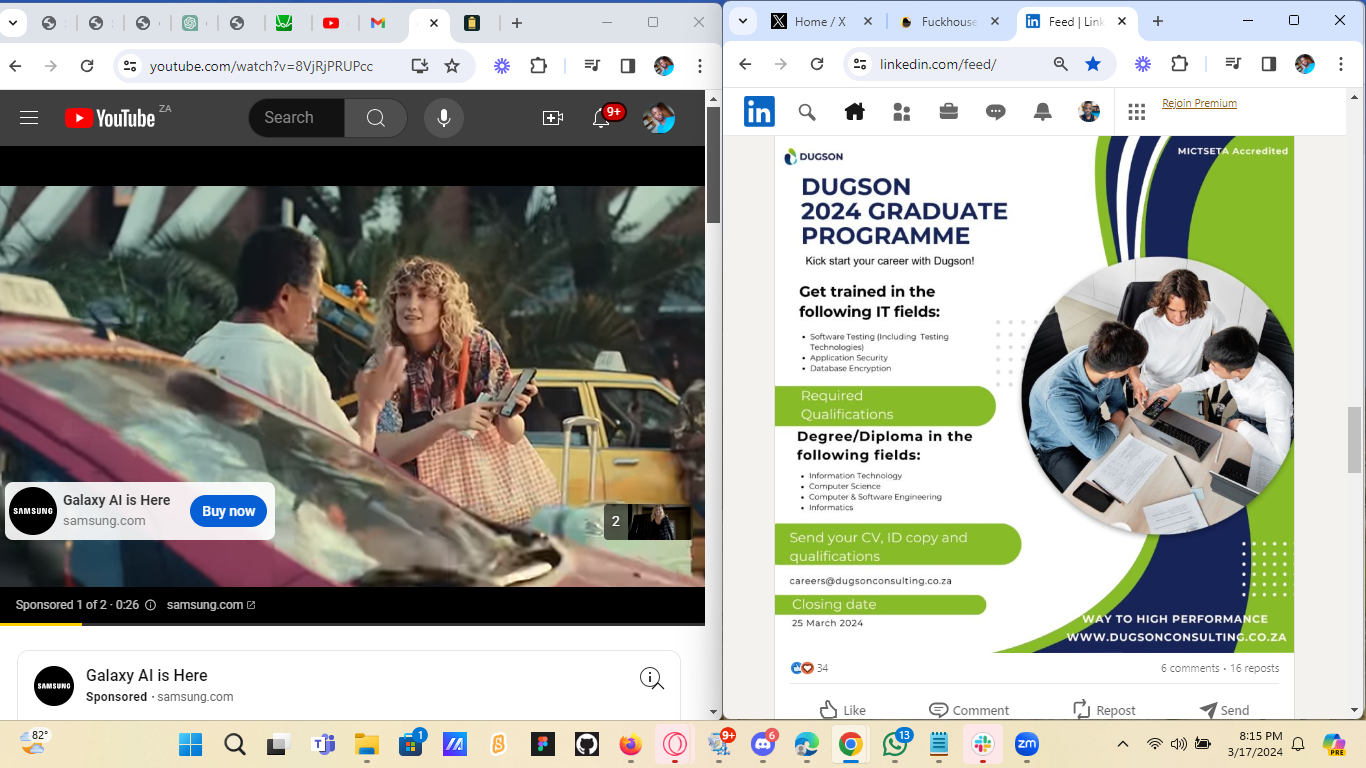 youtube.com/watch?v=8VjRjPRUPcc
YouTube ZA
Search
9+
Galaxy AI is Here
samsung.com
Buy now
SAMSUNG
2
Sponsored 1 of 2 · 0:26
samsung.com
SAMSUNG
Galaxy AI is Here
Sponsored · samsung.com
Home / X
Fuckhouse
Feed | Link
linkedin.com/feed/
in
Rejoin Premium
DUGSON
MICTSETA Accredited
DUGSON
2024 GRADUATE
PROGRAMME
Kick start your career with Dugson!
Get trained in the
following IT fields:
• Software Testing (Including Testing
Technologies)
• Application Security
• Database Encryption
Required
Qualifications
Degree/Diploma in the
following fields:
• Information Technology
• Computer Science
• Computer & Software Engineering
• Informatics
Send your CV, ID copy and
qualifications
careers@dugsonconsulting.co.za
Closing date
25 March 2024
WAY TO HIGH PERFORMANCE
WWW.DUGSONCONSULTING.CO.ZA
34
6 comments · 16 reposts
Like
Comment
Repost
Send
82°
1
9+
6
13
zm
8:15 PM
3/17/2024
PRE